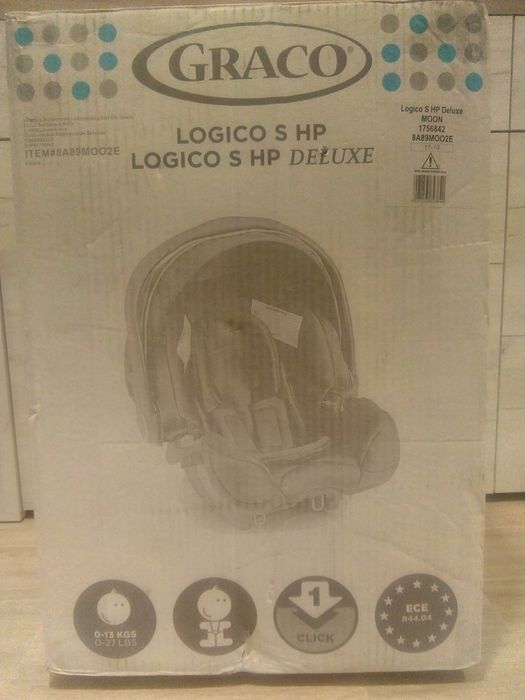 GRACO
LOGICO S HP
LOGICO S HP DELUXE
ITEM#8A89MOO2E
Logico S HP Deluxe
MOON
1756842
8A89MOO2E
0-13 KGS
0-27 LBS
1
CLICK
ECE
R44.04